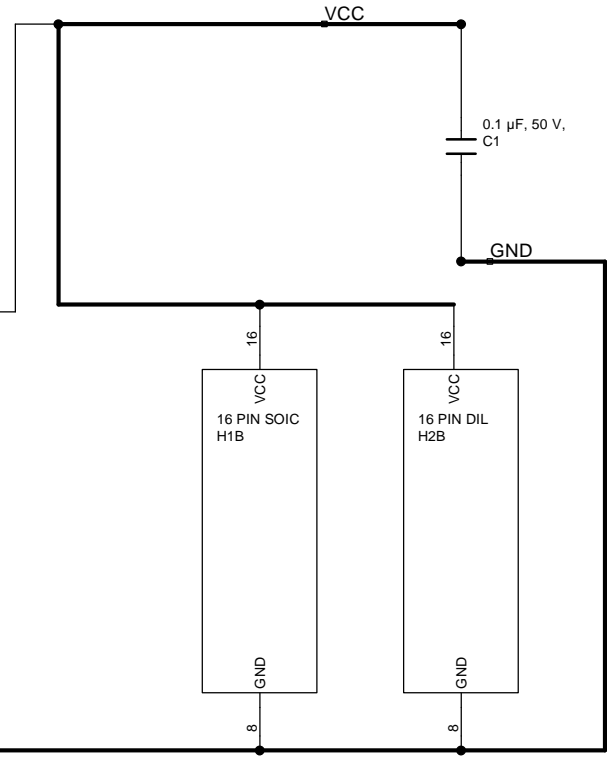 VCC
0.1 µF, 50 V,
C1
GND
16
16
VCC
VCC
16 PIN SOIC
H1B
16 PIN DIL
H2B
GND
GND
8
8